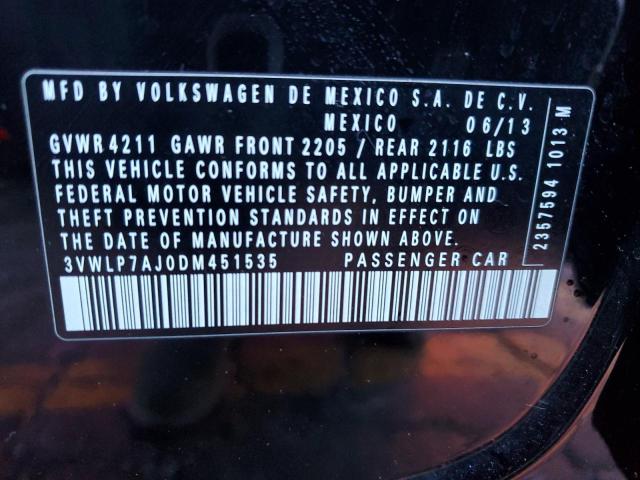 MFD BY VOLKSWAGEN DE MEXICO S.A. DE C.V.
MEXICO 06/13
GVWR 4211 GAWR FRONT 2205 / REAR 2116 LBS
THIS VEHICLE CONFORMS TO ALL APPLICABLE U.S.
FEDERAL MOTOR VEHICLE SAFETY, BUMPER AND
THEFT PREVENTION STANDARDS IN EFFECT ON
THE DATE OF MANUFACTURE SHOWN ABOVE.
3VWLP7AJ0DM451535 PASSENGER CAR
2357594 1013 M